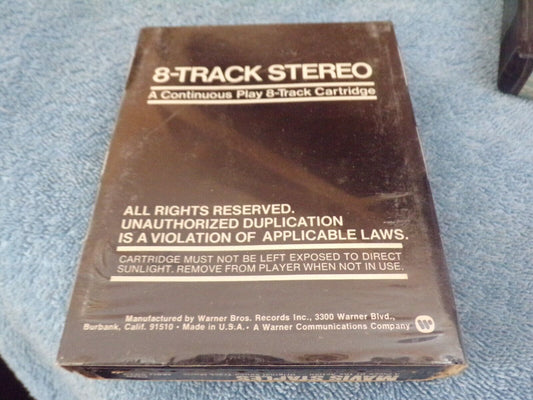 8-TRACK STEREO
A Continuous Play 8-Track Cartridge
ALL RIGHTS RESERVED.
UNAUTHORIZED DUPLICATION
IS A VIOLATION OF APPLICABLE LAWS.
CARTRIDGE MUST NOT BE LEFT EXPOSED TO DIRECT
SUNLIGHT. REMOVE FROM PLAYER WHEN NOT IN USE.
Manufactured by Warner Bros. Records Inc., 3300 Warner Blvd.,
Burbank, Calif. 91510 • Made in U.S.A. • A Warner Communications Company
MAVIS STAPLES